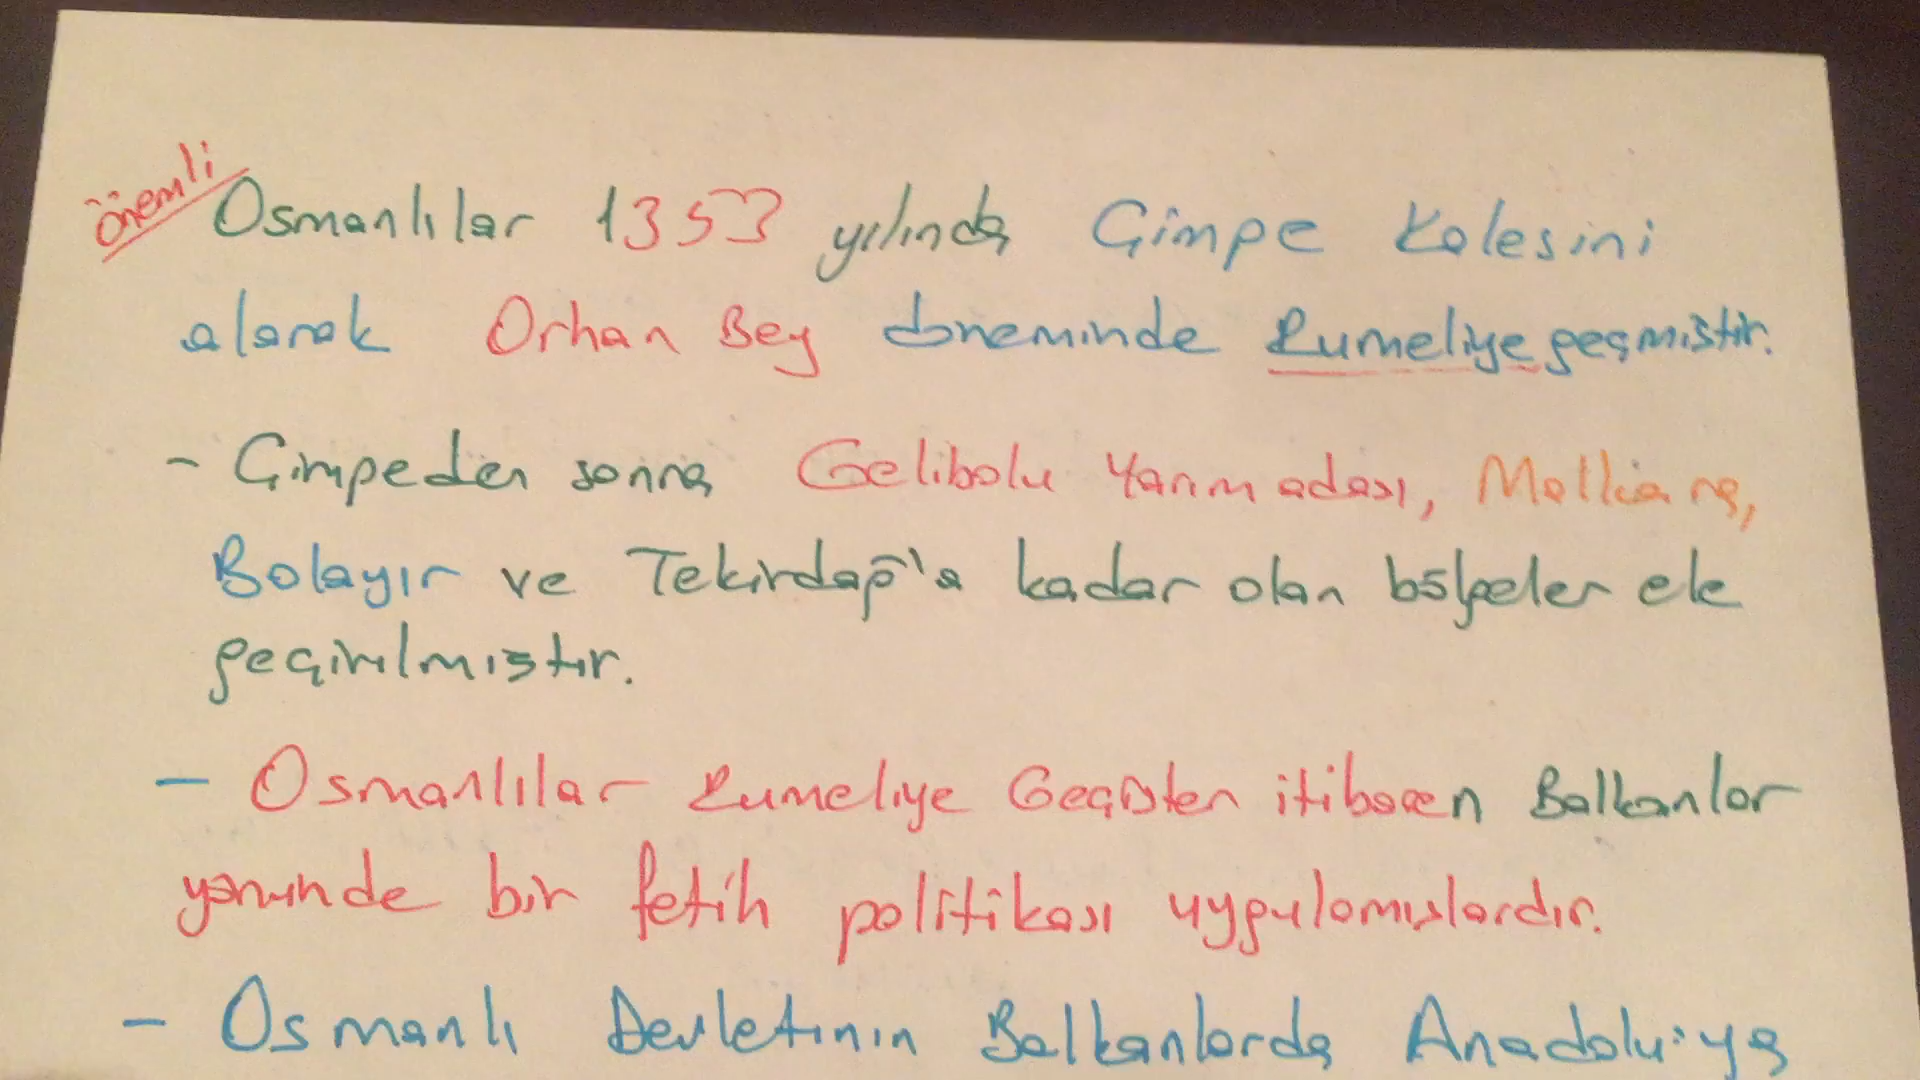 önemli
Osmanlılar 1353 yılında Çimpe Kalesini
alarak Orhan Bey döneminde Rumeliye geçmiştir.
- Çimpeden sonra Gelibolu Yarımadası, Malkara,
Bolayır ve Tekirdağ'a kadar olan bölgeler ele
geçirilmiştir.
- Osmanlılar Rumeliye Geçişten itibaren Balkanlar
yönünde bir fetih politikası uygulamışlardır.
- Osmanlı Devletinin Balkanlarda Anadolu'ya